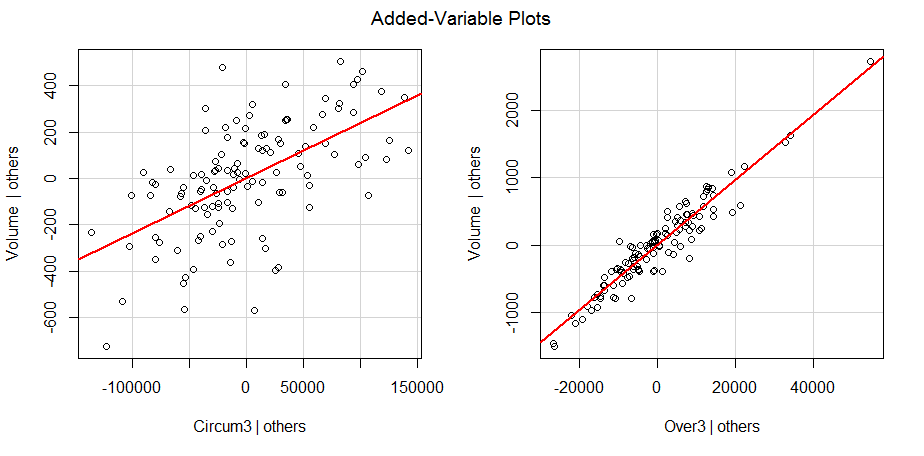 Added-Variable Plots
Volume | others
400
200
0
-200
-400
-600
-100000 0 50000 150000
Circum3 | others
Volume | others
2000
1000
0
-1000
-20000 0 20000 40000
Over3 | others